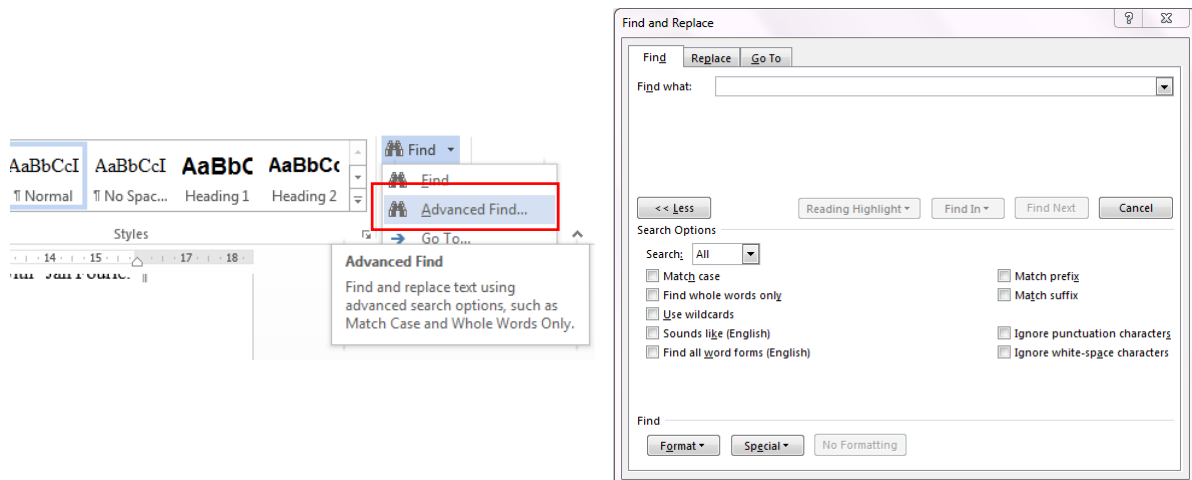 Find
AaBbCcI AaBbCcI AaBbC AaBbCc
¶ Normal ¶ No Spac... Heading 1 Heading 2
Styles
Find
Advanced Find...
Go To...
14 15 17 18
Advanced Find
Find and replace text using
advanced search options, such as
Match Case and Whole Words Only.
Find and Replace
Find Replace Go To
Find what:
<< Less Reading Highlight Find In Find Next Cancel
Search Options
Search: All
Match case Match prefix
Find whole words only Match suffix
Use wildcards
Sounds like (English) Ignore punctuation characters
Find all word forms (English) Ignore white-space characters
Find
Format Special No Formatting